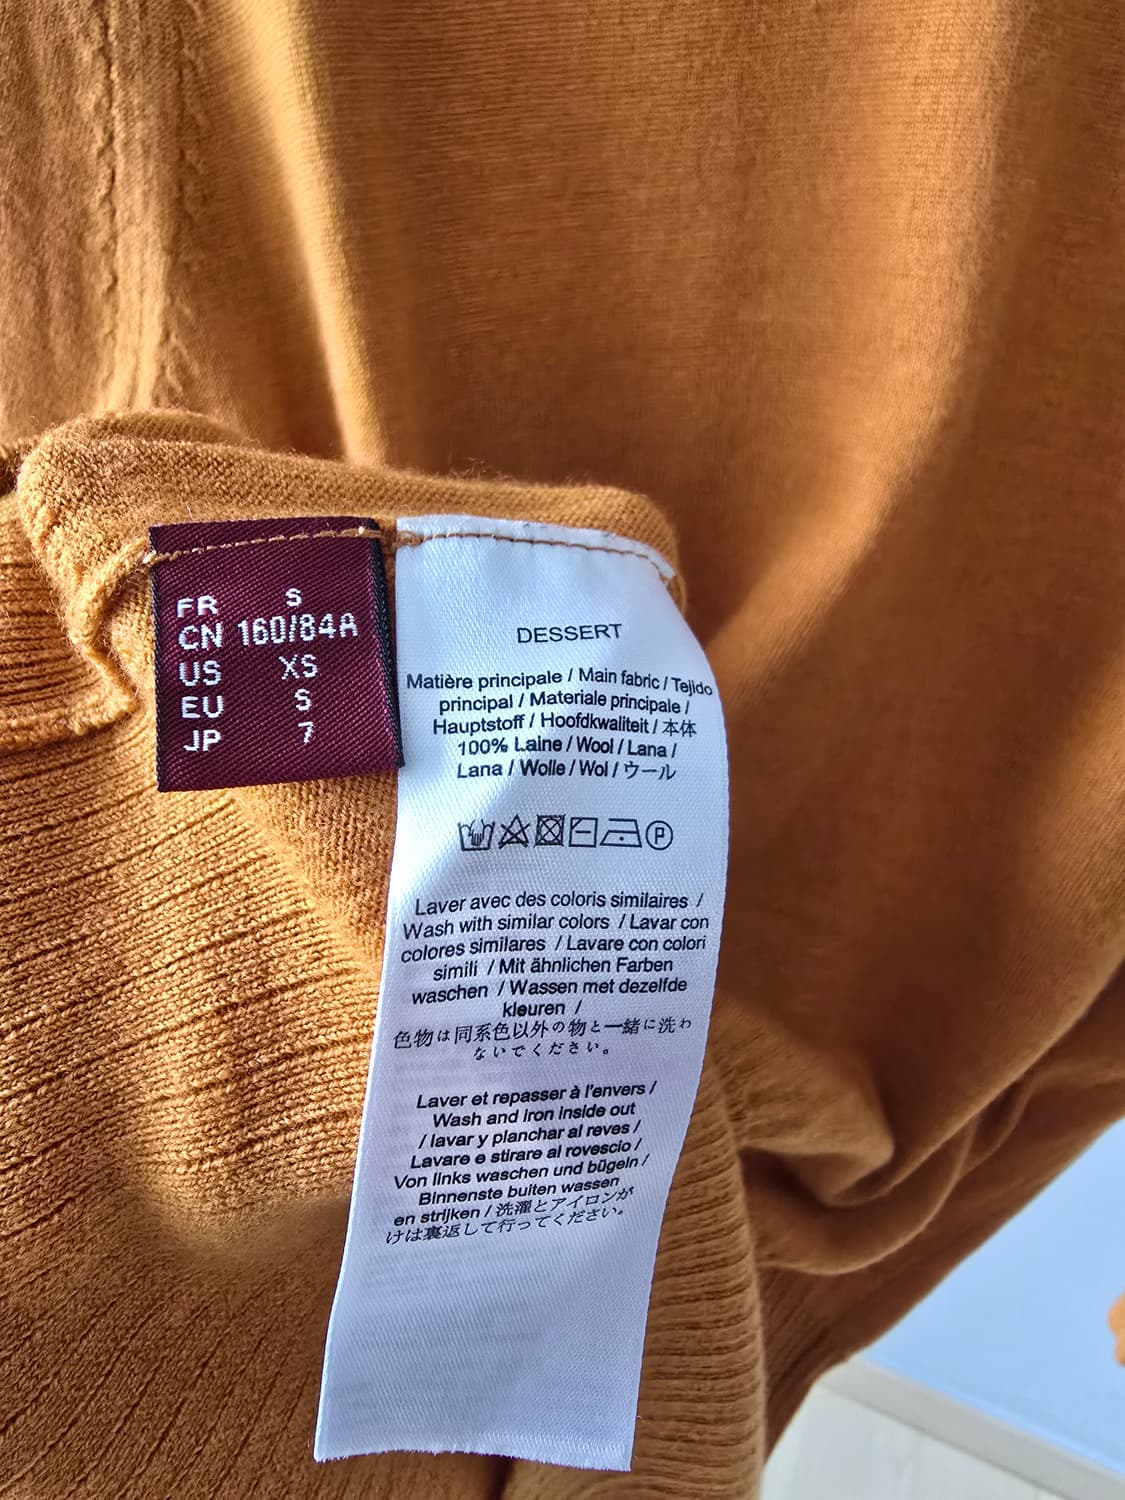 FR S
CN 160/84A
US XS
EU S
JP 7
DESSERT
Matière principale / Main fabric / Tejido
principal / Materiale principale /
Hauptstoff / Hoofdkwaliteit / 本体
100% Laine / Wool / Lana /
Lana / Wolle / Wol / ウール
P
Laver avec des coloris similaires /
Wash with similar colors / Lavar con
colores similares / Lavare con colori
simili / Mit ähnlichen Farben
waschen / Wassen met dezelfde
kleuren /
色物は同系色以外の物と一緒に洗わ
ないでください。
Laver et repasser à l'envers /
Wash and iron inside out
/ lavar y planchar al reves /
Lavare e stirare al rovescio /
Von links waschen und bügeln /
Binnenste buiten wassen
en strijken / 洗濯とアイロンが
けは裏返して行ってください。